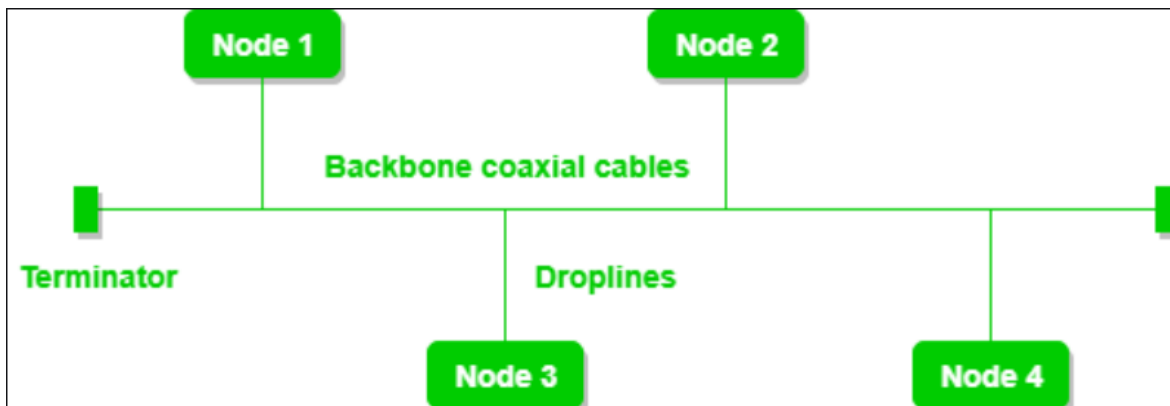 Node 1
Node 2
Backbone coaxial cables
Terminator
Droplines
Node 3
Node 4